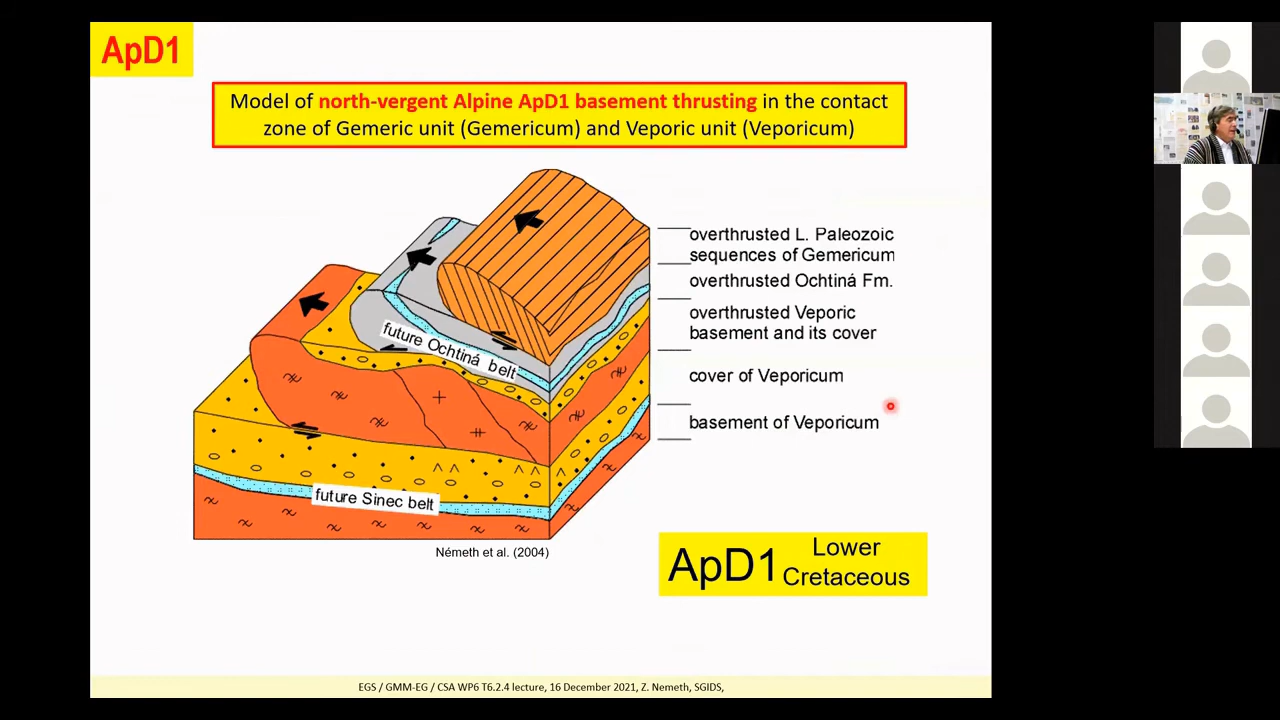 ApD1
Model of north-vergent Alpine ApD1 basement thrusting in the contact
zone of Gemeric unit (Gemericum) and Veporic unit (Veporicum)
overthrusted L. Paleozoic
sequences of Gemericum
overthrusted Ochtiná Fm.
overthrusted Veporic
basement and its cover
cover of Veporicum
basement of Veporicum
future Ochtiná belt
future Sinec belt
Németh et al. (2004)
ApD1
Lower
Cretaceous
EGS / GMM-EG / CSA WP6 T6.2.4 lecture, 16 December 2021, Z. Nemeth, SGIDS,